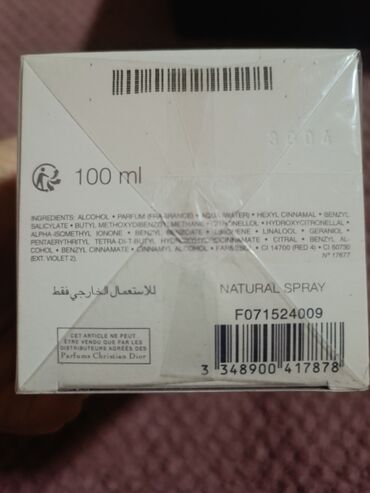 3S04
100 ml
INGREDIENTS: ALCOHOL • PARFUM (FRAGRANCE) • AQUA (WATER) • HEXYL CINNAMAL • BENZYL
SALICYLATE • BUTYL METHOXYDIBENZOYLMETHANE • CITRONELLOL • HYDROXYCITRONELLAL
ALPHA-ISOMETHYL IONONE • BENZYL BENZOATE • LIMONENE • LINALOOL • GERANIOL •
PENTAERYTHRITYL TETRA-DI-T-BUTYL HYDROXYHYDROCINNAMATE • CITRAL • BENZYL AL-
COHOL • BENZYL CINNAMATE • CINNAMYL ALCOHOL • FARNESOL • CI 14700 (RED 4) • CI 60730
(EXT. VIOLET 2).
N° 17677
للاستعمال الخارجي فقط
NATURAL SPRAY
F071524009
CET ARTICLE NE PEUT
ÊTRE VENDU QUE PAR LES
DISTRIBUTEURS AGRÉÉS DES
Parfums Christian Dior
3 348900 417878